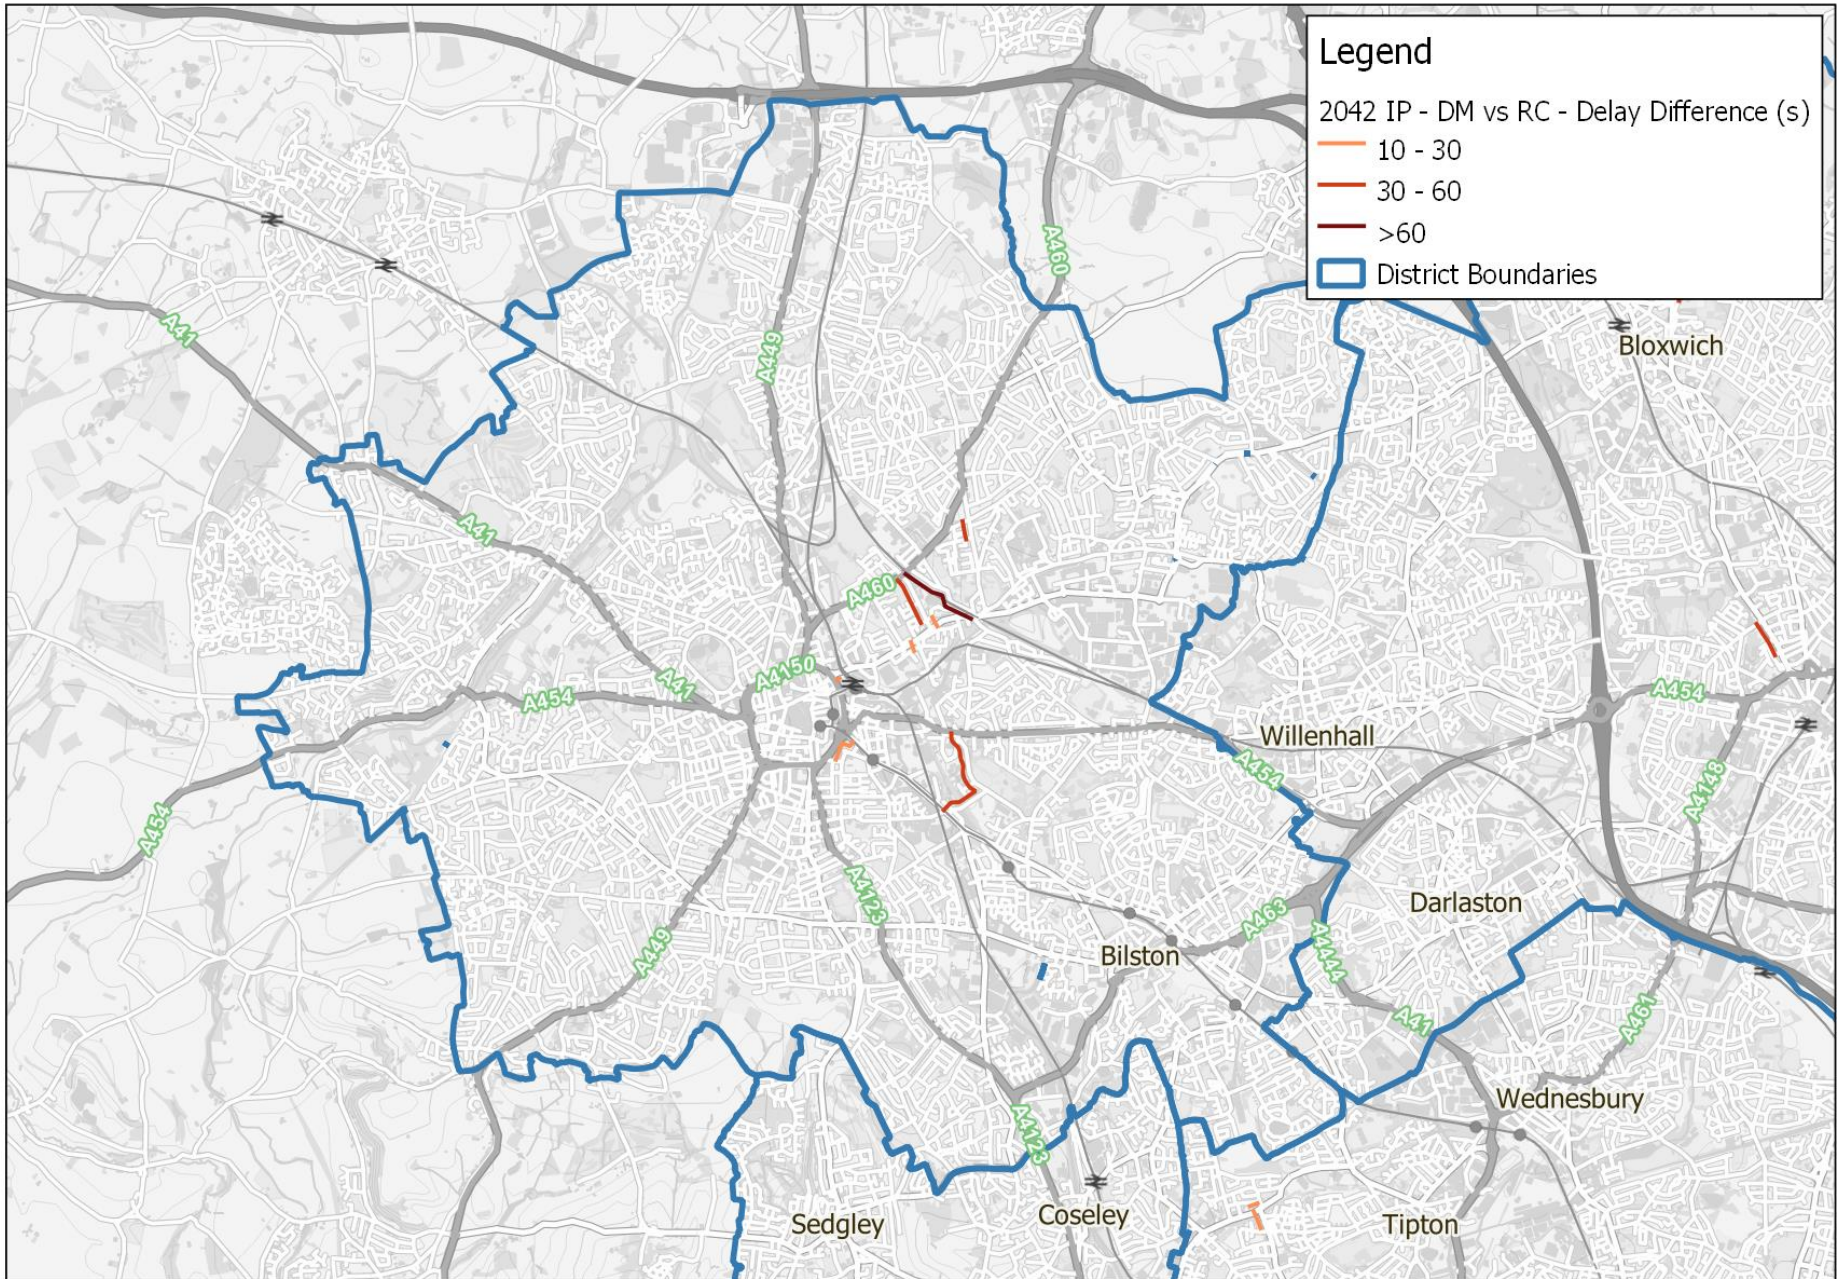 Legend
2042 IP - DM vs RC - Delay Difference (s)
10 - 30
30 - 60
>60
District Boundaries
A460
A41
A449
Bloxwich
A41
A460
A4150
A41
A454
A454
Willenhall
A454
A4148
A454
A4123
Darlaston
A463
A449
Bilston
A4444
A41
A461
Wednesbury
A4123
Sedgley
Coseley
Tipton